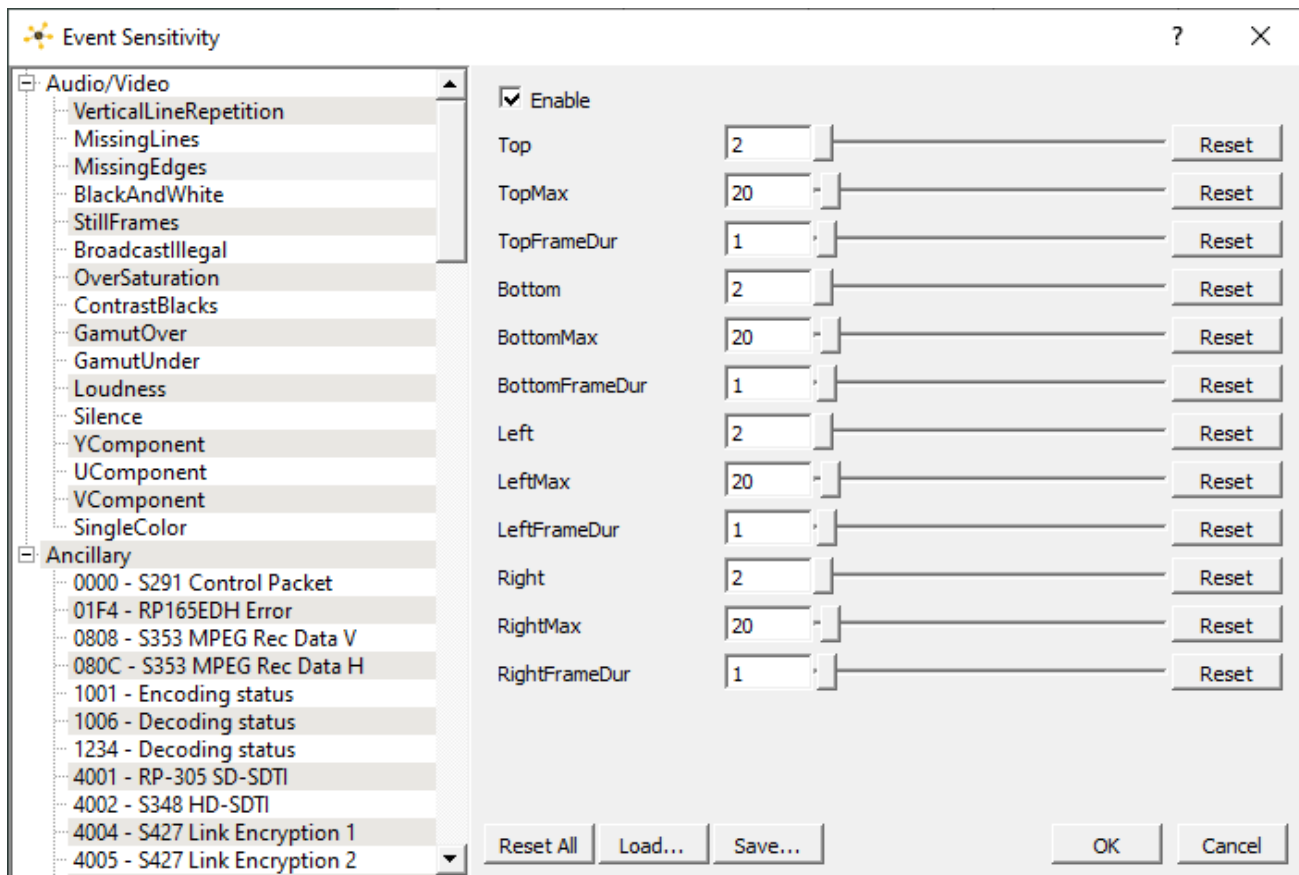 Event Sensitivity
?
Audio/Video
VerticalLineRepetition
MissingLines
MissingEdges
BlackAndWhite
StillFrames
BroadcastIllegal
OverSaturation
ContrastBlacks
GamutOver
GamutUnder
Loudness
Silence
YComponent
UComponent
VComponent
SingleColor
Ancillary
0000 - S291 Control Packet
01F4 - RP165EDH Error
0808 - S353 MPEG Rec Data V
080C - S353 MPEG Rec Data H
1001 - Encoding status
1006 - Decoding status
1234 - Decoding status
4001 - RP-305 SD-SDTI
4002 - S348 HD-SDTI
4004 - S427 Link Encryption 1
4005 - S427 Link Encryption 2
Enable
Top 2 Reset
TopMax 20 Reset
TopFrameDur 1 Reset
Bottom 2 Reset
BottomMax 20 Reset
BottomFrameDur 1 Reset
Left 2 Reset
LeftMax 20 Reset
LeftFrameDur 1 Reset
Right 2 Reset
RightMax 20 Reset
RightFrameDur 1 Reset
Reset All Load... Save... OK Cancel